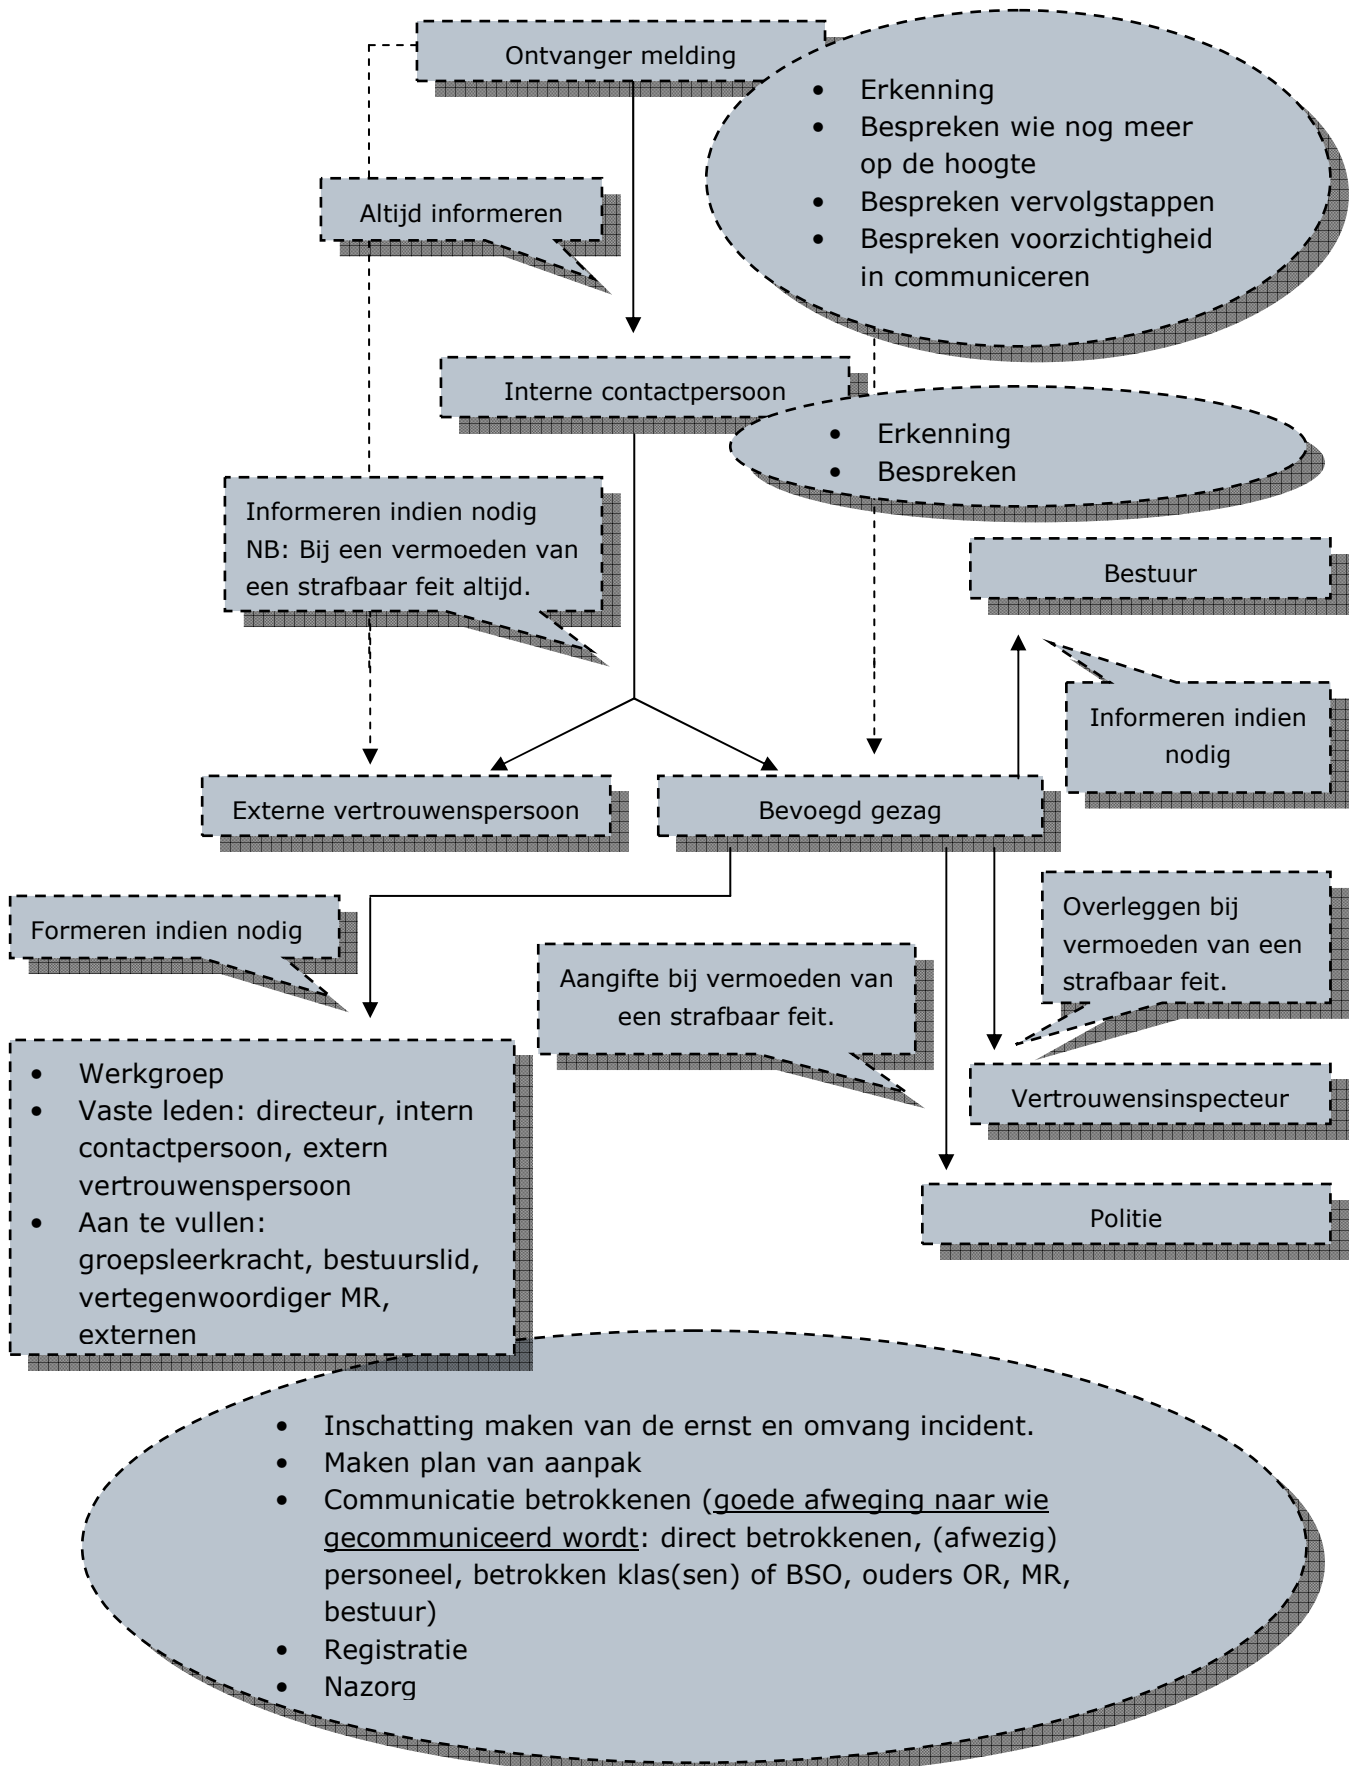 Ontvanger melding
• Erkenning
• Bespreken wie nog meer
op de hoogte
• Bespreken vervolgstappen
• Bespreken voorzichtigheid
in communiceren
Altijd informeren
Interne contactpersoon
• Erkenning
• Bespreken
Informeren indien nodig
NB: Bij een vermoeden van
een strafbaar feit altijd.
Bestuur
Informeren indien
nodig
Externe vertrouwenspersoon
Bevoegd gezag
Formeren indien nodig
Aangifte bij vermoeden van
een strafbaar feit.
Overleggen bij
vermoeden van een
strafbaar feit.
Vertrouwensinspecteur
Politie
• Werkgroep
• Vaste leden: directeur, intern
contactpersoon, extern
vertrouwenspersoon
• Aan te vullen:
groepsleerkracht, bestuurslid,
vertegenwoordiger MR,
externen
• Inschatting maken van de ernst en omvang incident.
• Maken plan van aanpak
• Communicatie betrokkenen (goede afweging naar wie
gecommuniceerd wordt: direct betrokkenen, (afwezig)
personeel, betrokken klas(sen) of BSO, ouders OR, MR,
bestuur)
• Registratie
• Nazorg